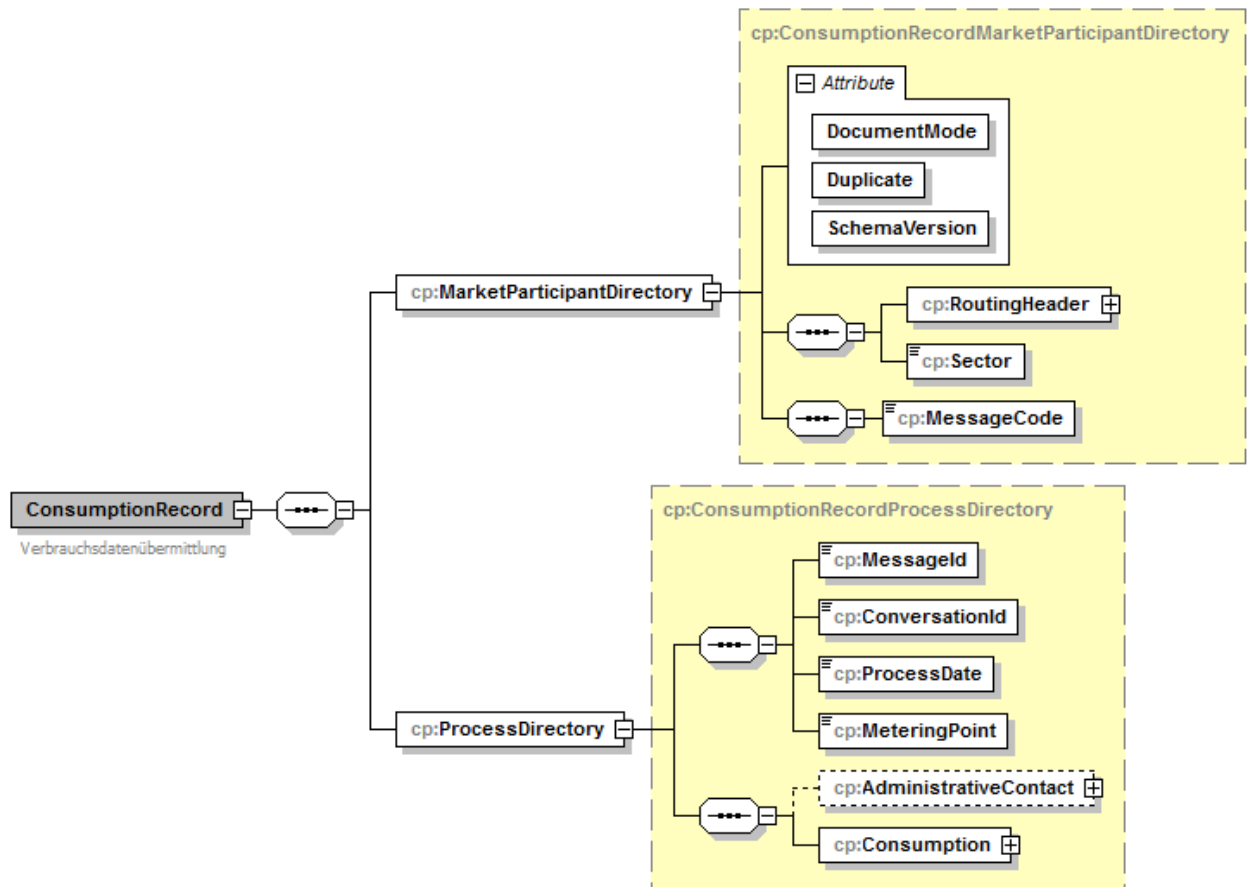 cp:ConsumptionRecordMarketParticipantDirectory
Attribute
DocumentMode
Duplicate
SchemaVersion
cp:MarketParticipantDirectory
cp:RoutingHeader
cp:Sector
cp:MessageCode
ConsumptionRecord
Verbrauchsdatenübermittlung
cp:ConsumptionRecordProcessDirectory
cp:MessageId
cp:ConversationId
cp:ProcessDate
cp:MeteringPoint
cp:ProcessDirectory
cp:AdministrativeContact
cp:Consumption